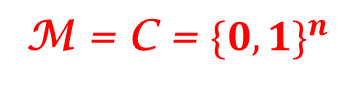 ℳ = C = {0, 1}ⁿ